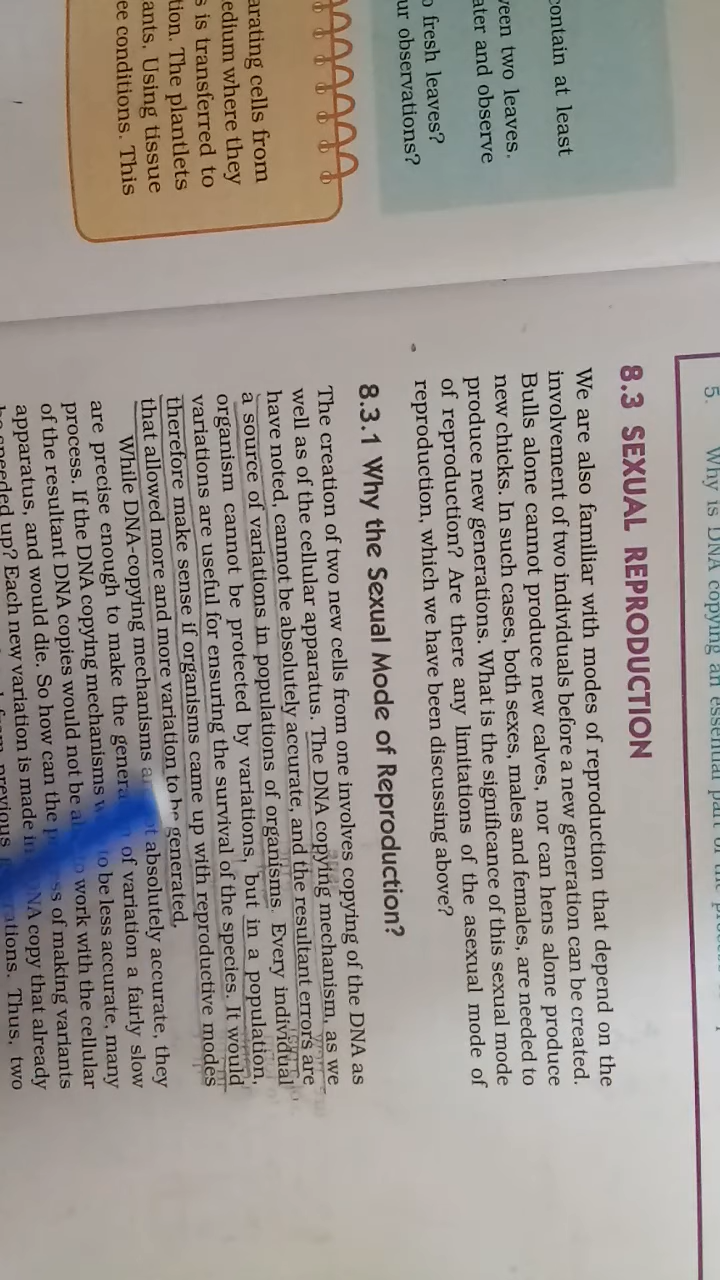 contain at least
ween two leaves.
ater and observe
o fresh leaves?
ur observations?
arating cells from
edium where they
s is transferred to
tion. The plantlets
ants. Using tissue
ee conditions. This
5. Why is DNA copying an essential part of the
8.3 SEXUAL REPRODUCTION
We are also familiar with modes of reproduction that depend on the
involvement of two individuals before a new generation can be created.
Bulls alone cannot produce new calves, nor can hens alone produce
new chicks. In such cases, both sexes, males and females, are needed to
produce new generations. What is the significance of this sexual mode
of reproduction? Are there any limitations of the asexual mode of
reproduction, which we have been discussing above?
8.3.1 Why the Sexual Mode of Reproduction?
The creation of two new cells from one involves copying of the DNA as
well as of the cellular apparatus. The DNA copying mechanism, as we
have noted, cannot be absolutely accurate, and the resultant errors are
a source of variations in populations of organisms. Every individual
organism cannot be protected by variations, but in a population,
variations are useful for ensuring the survival of the species. It would
therefore make sense if organisms came up with reproductive modes
that allowed more and more variation to be generated.
While DNA-copying mechanisms absolutely accurate, they
are precise enough to make the of variation a fairly slow
process. If the DNA copying mechanisms to be less accurate, many
of the resultant DNA copies would not be work with the cellular
apparatus, and would die. So how can the of making variants
be speeded up? Each new variation is made in DNA copy that already
from previous Thus, two